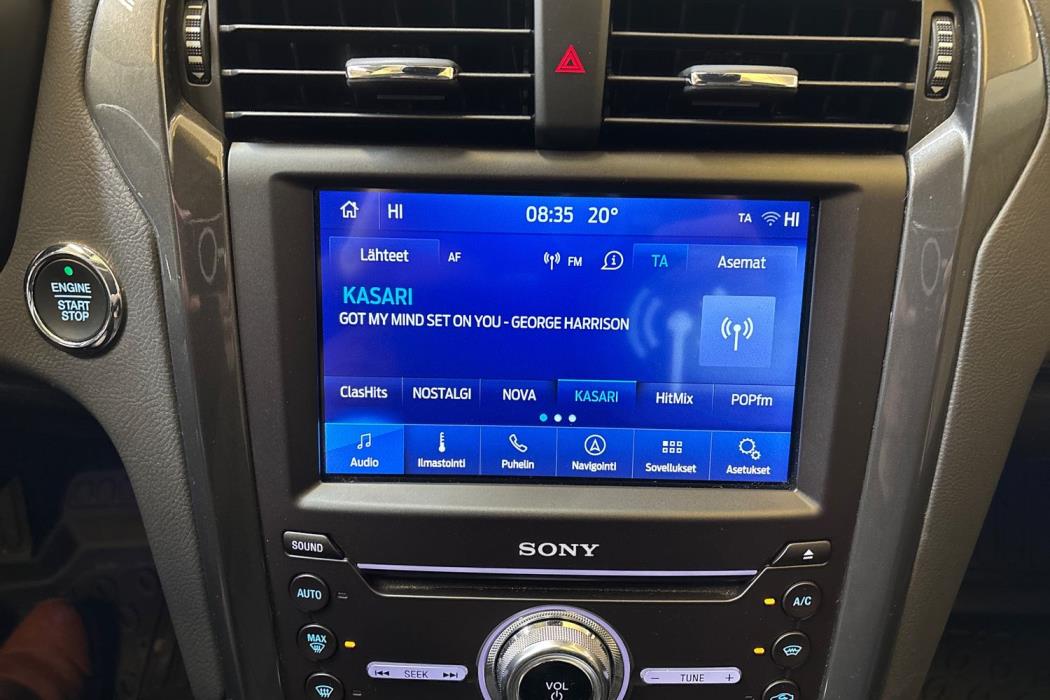 HI 08:35 20° TA HI
Lähteet AF FM TA Asemat
KASARI
GOT MY MIND SET ON YOU - GEORGE HARRISON
ClasHits NOSTALGI NOVA KASARI HitMix POPfm
Audio Ilmastointi Puhelin Navigointi Sovellukset Asetukset
ENGINE
START
STOP
SOUND SONY
AUTO A/C
MAX
SEEK TUNE
VOL